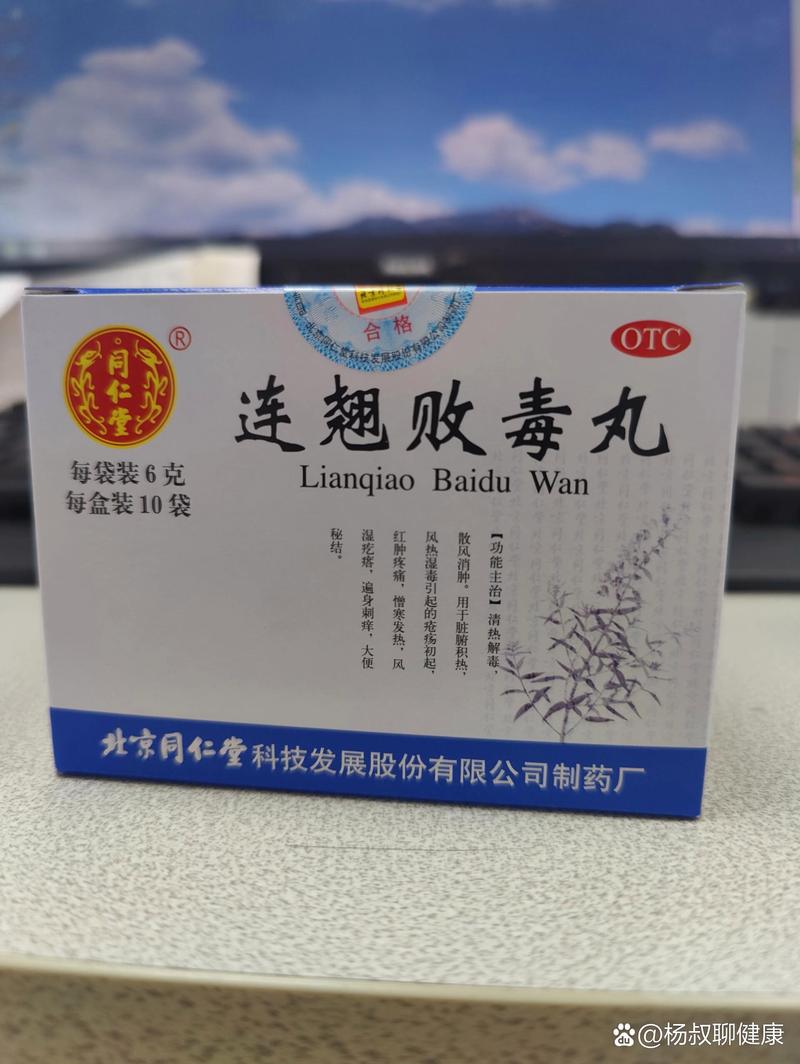 合格
同仁堂
®
OTC
连翘败毒丸
Lianqiao Baidu Wan
每袋装6克
每盒装10袋
【功能主治】清热解毒，
散风消肿。用于脏腑积热，
风热湿毒引起的疮疡初起，
红肿疼痛，憎寒发热，风
湿疙瘩，遍身刺痒，大便
秘结。
北京同仁堂科技发展股份有限公司制药厂
@杨叔聊健康